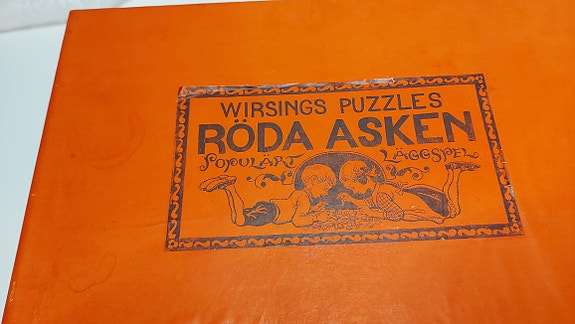 WIRSINGS PUZZLES
RÖDA ASKEN
POPULÄRT LÄGGSPEL